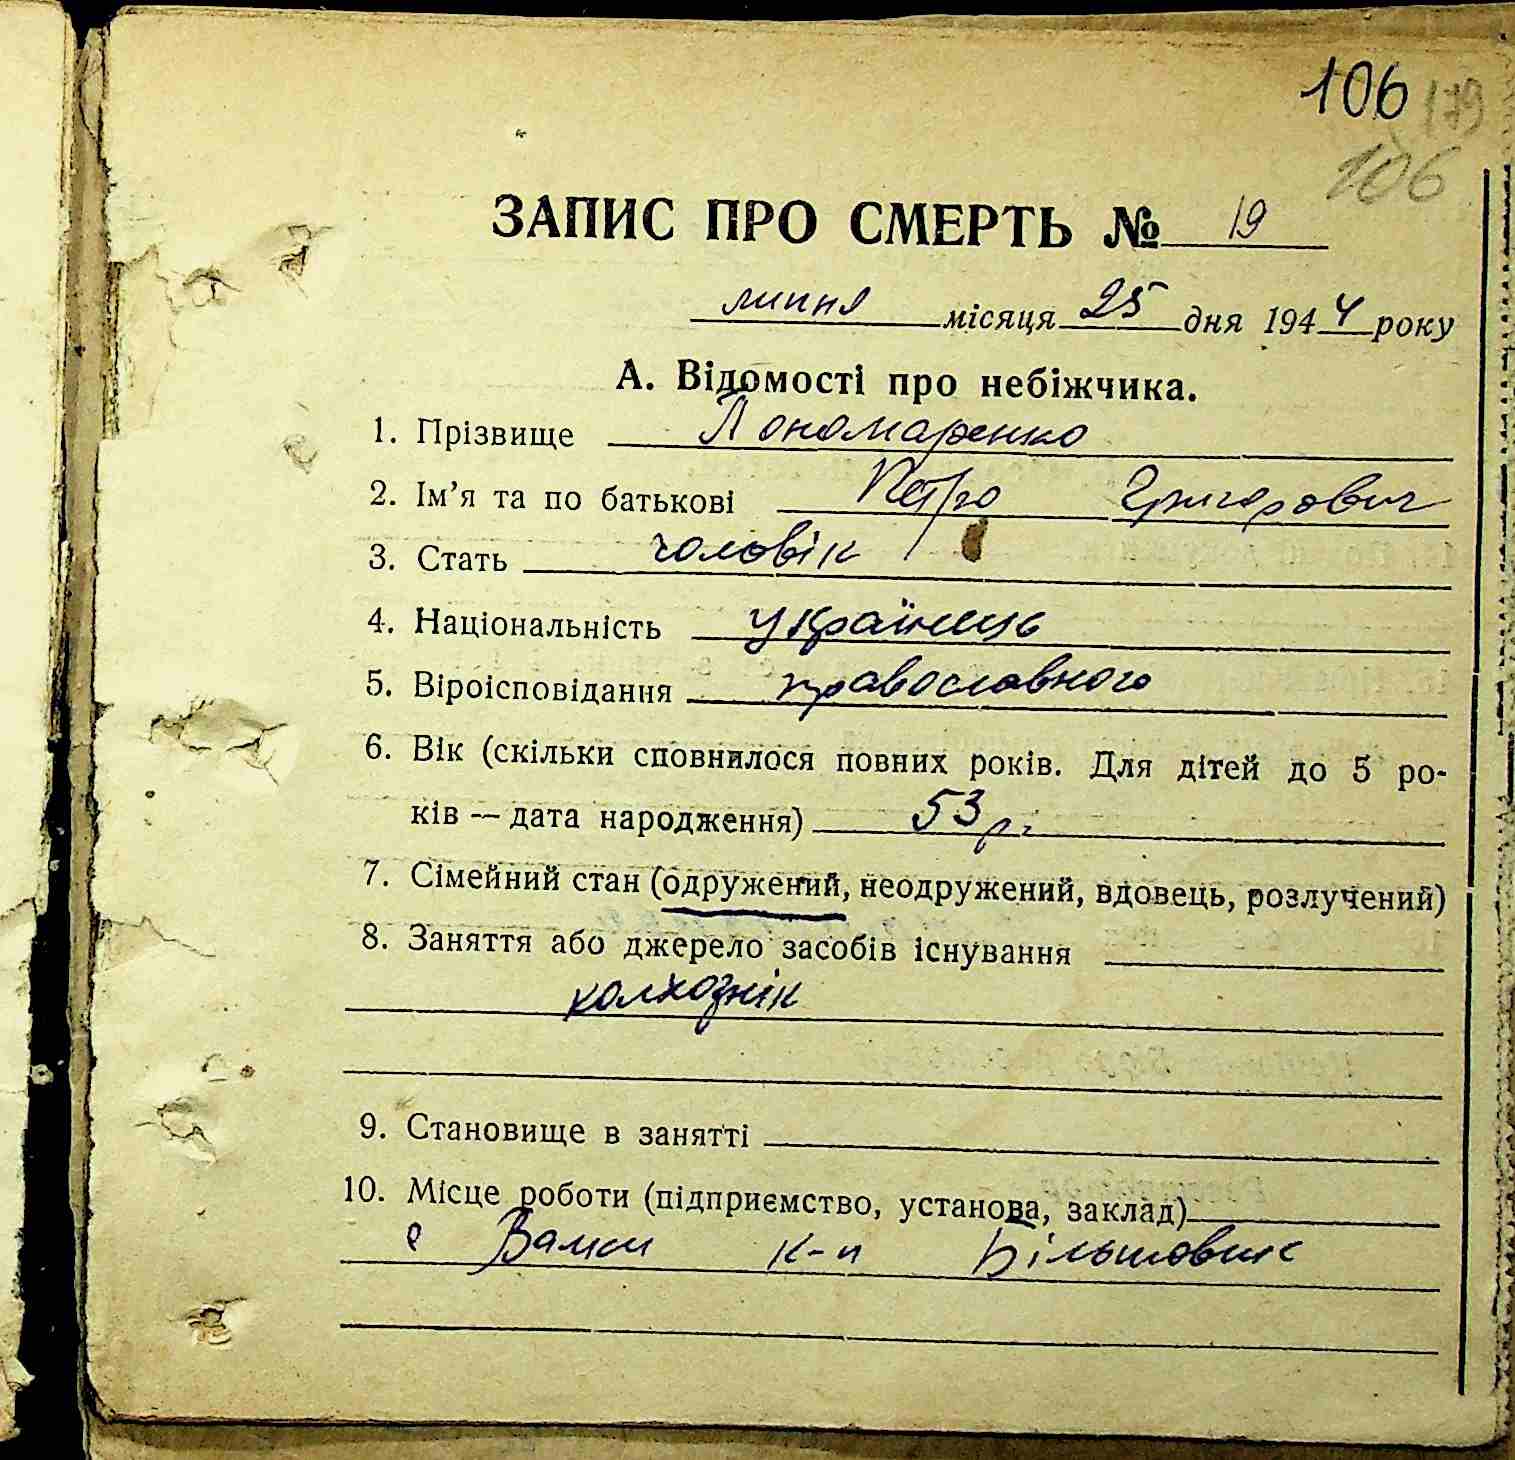 106 179
106
ЗАПИС ПРО СМЕРТЬ № 19
липня місяця 25 дня 1944 року
А. Відомості про небіжчика.
1. Прізвище Пономаренко
2. Ім’я та по батькові Петро Григорович
3. Стать чоловік
4. Національність українець
5. Віроісповідання православного
6. Вік (скільки сповнилося повних років. Для дітей до 5 ро-
ків — дата народження) 53 р.
7. Сімейний стан (одружений, неодружений, вдовець, розлучений)
8. Заняття або джерело засобів існування
колхознік
9. Становище в занятті
10. Місце роботи (підприємство, установа, заклад)
с Валки к-п Більшовик